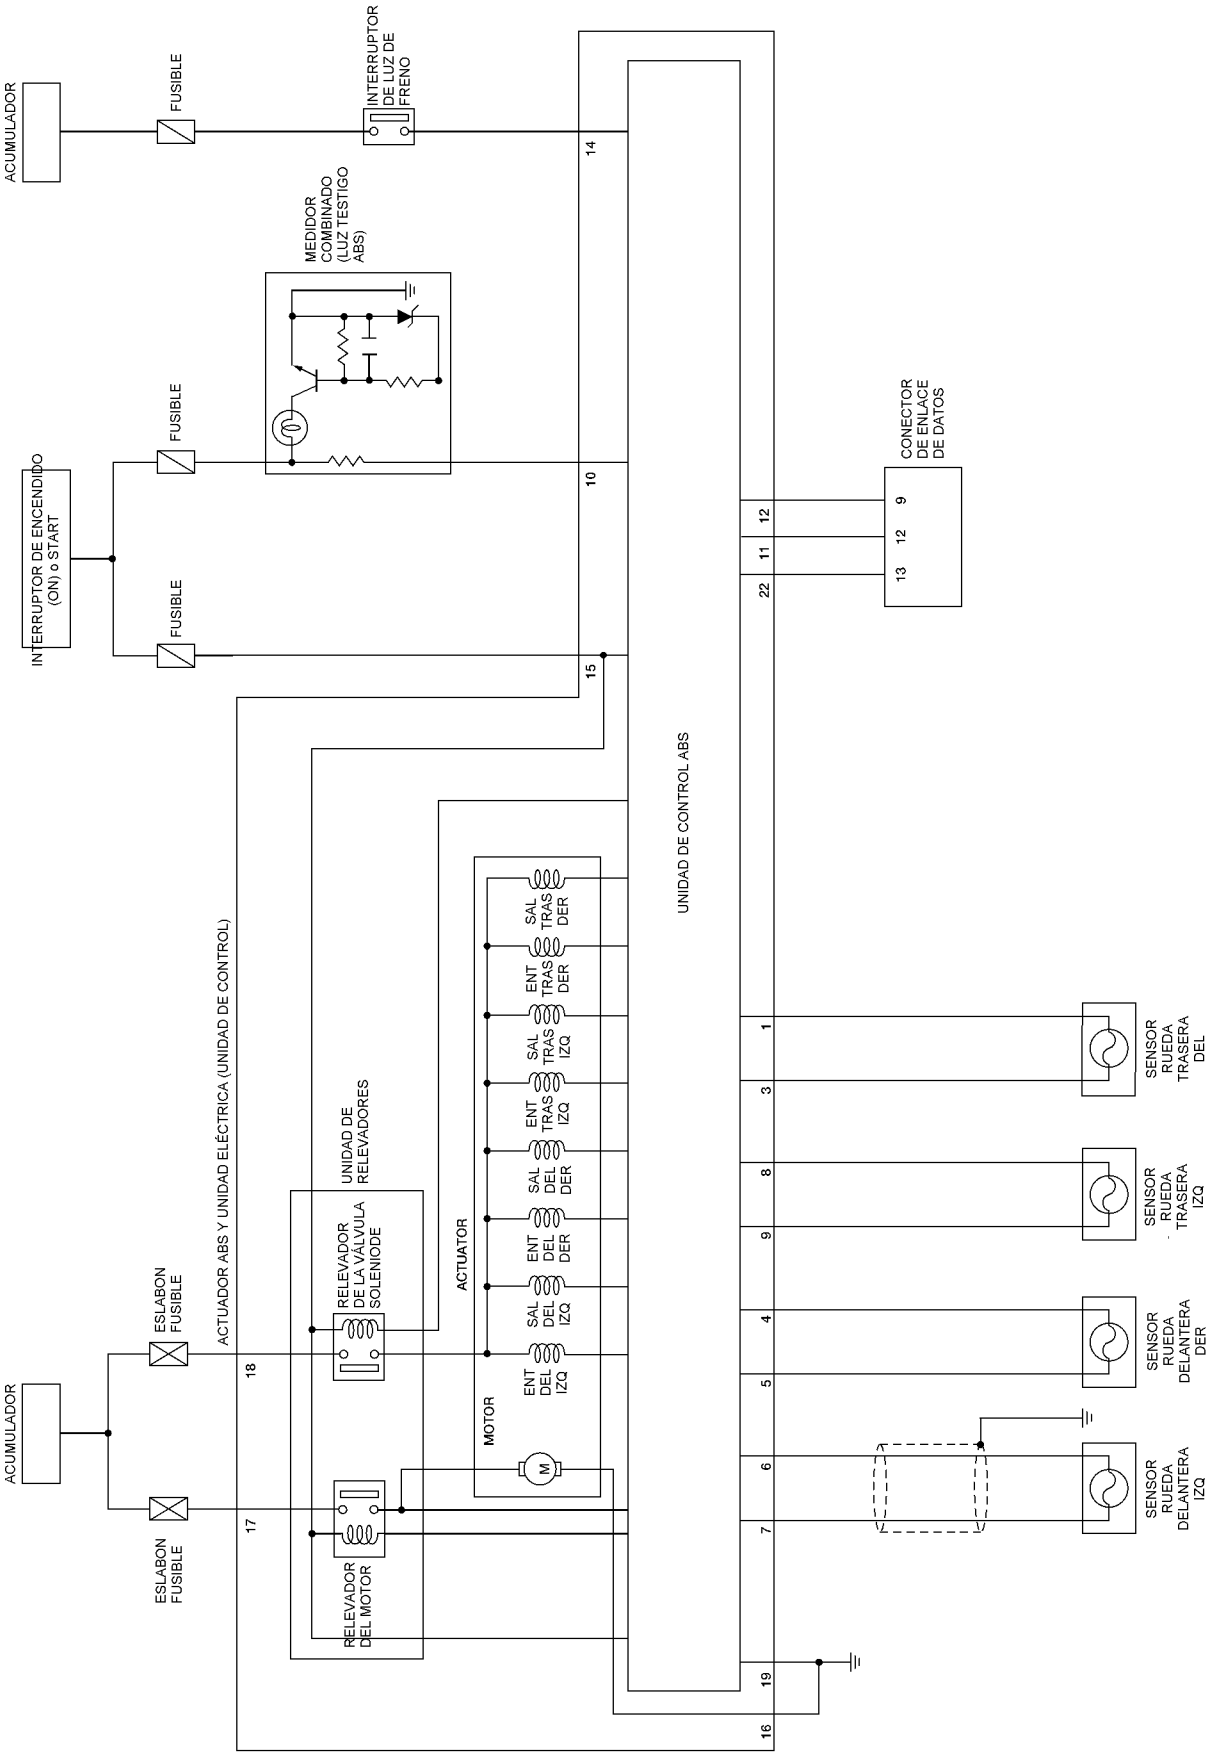 ACUMULADOR
FUSIBLE
INTERRUPTOR
DE LUZ DE
FRENO
14
MEDIDOR
COMBINADO
(LUZ TESTIGO
ABS)
INTERRUPTOR DE ENCENDIDO
(ON) o START
FUSIBLE
10
FUSIBLE
15
CONECTOR
DE ENLACE
DE DATOS
12
9
11
12
22
13
UNIDAD DE CONTROL ABS
ACTUADOR ABS Y UNIDAD ELÉCTRICA (UNIDAD DE CONTROL)
ACUMULADOR
ESLABON
FUSIBLE
18
ESLABON
FUSIBLE
17
UNIDAD DE
RELEVADORES
RELEVADOR
DE LA VÁLVULA
SOLENIODE
RELEVADOR
DEL MOTOR
ACTUATOR
MOTOR
M
SAL
TRAS
DER
ENT
TRAS
DER
SAL
TRAS
IZQ
ENT
TRAS
IZQ
SAL
DEL
DER
ENT
DEL
DER
SAL
DEL
IZQ
ENT
DEL
IZQ
1
3
SENSOR
RUEDA
TRASERA
DEL
8
9
SENSOR
RUEDA
TRASERA
IZQ
4
5
SENSOR
RUEDA
DELANTERA
DER
6
7
SENSOR
RUEDA
DELANTERA
IZQ
19
16